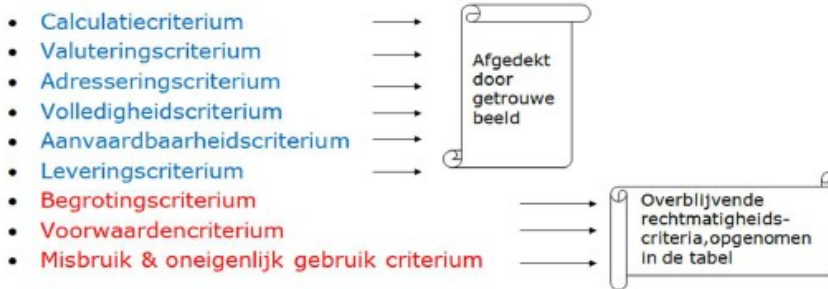 • Calculatiecriterium
• Valuteringscriterium
• Adresseringscriterium
• Volledigheidscriterium
• Aanvaardbaarheidscriterium
• Leveringscriterium
• Begrotingscriterium
• Voorwaardencriterium
• Misbruik & oneigenlijk gebruik criterium
Afgedekt
door
getrouwe
beeld
Overblijvende
rechtmatigheids-
criteria,opgenomen
in de tabel